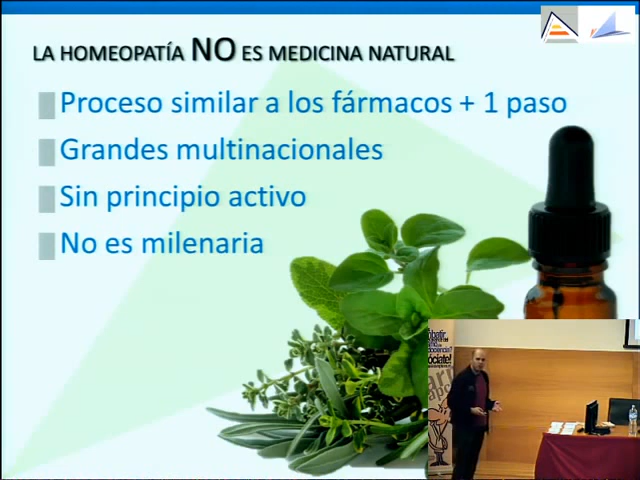 LA HOMEOPATÍA NO ES MEDICINA NATURAL
Proceso similar a los fármacos + 1 paso
Grandes multinacionales
Sin principio activo
No es milenaria